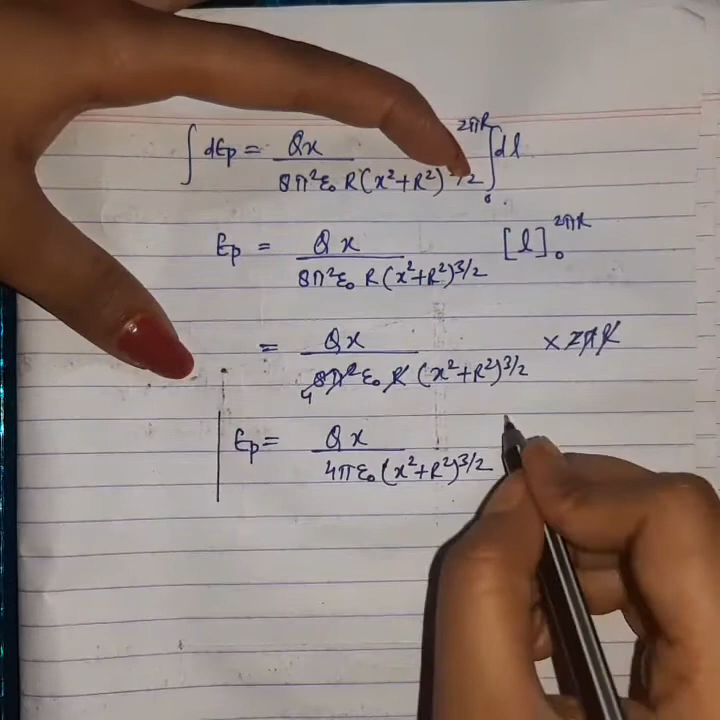 ∫ dEp = Qx / 8π²ε₀ R(x²+R²)³/2 ∫₀^2πR dl
Ep = Qx / 8π²ε₀ R(x²+R²)³/2 [l]₀^2πR
= Qx / 4 8π²ε₀ R (x²+R²)³/2 × 2πR
Ep = Qx / 4πε₀ (x²+R²)³/2